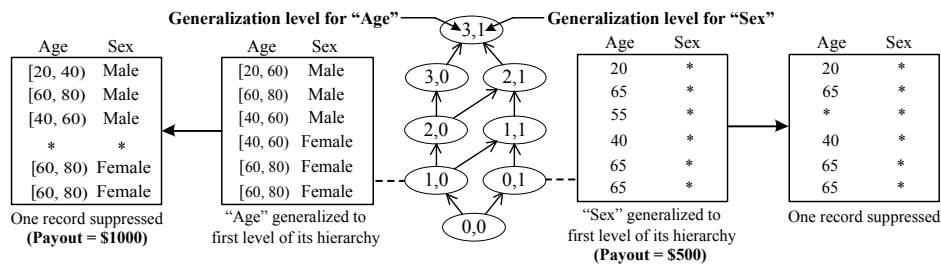 Generalization level for “Age”
Generalization level for “Sex”
Age Sex
[20, 40) Male
[60, 80) Male
[40, 60) Male
* *
[60, 80) Female
[60, 80) Female
One record suppressed
(Payout = $1000)
Age Sex
[20, 60) Male
[60, 80) Male
[40, 60) Male
[40, 60) Female
[60, 80) Female
[60, 80) Female
“Age” generalized to
first level of its hierarchy
3,1
3,0 2,1
2,0 1,1
1,0 0,1
0,0
Age Sex
20 *
65 *
55 *
40 *
65 *
65 *
“Sex” generalized to
first level of its hierarchy
(Payout = $500)
Age Sex
20 *
65 *
* *
40 *
65 *
65 *
One record suppressed